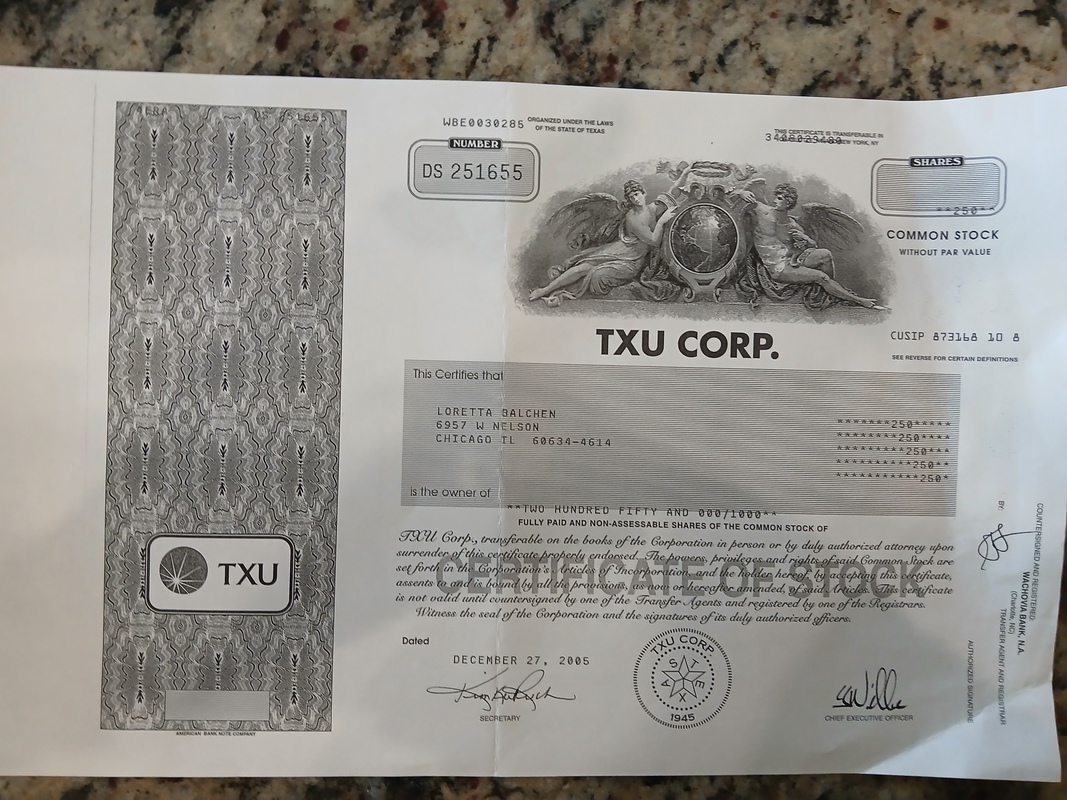 WBE0030285
ORGANIZED UNDER THE LAWS
OF THE STATE OF TEXAS
THIS CERTIFICATE IS TRANSFERABLE IN
NEW YORK, NY
NUMBER
DS 251655
SHARES
**250**
COMMON STOCK
WITHOUT PAR VALUE
TXU CORP.
CUSIP 873168 10 8
SEE REVERSE FOR CERTAIN DEFINITIONS
This Certifies that
LORETTA BALCHEN
6957 W NELSON
CHICAGO IL 60634-4614
*******250*****
******250****
*****250***
****250**
***250*
is the owner of
**TWO HUNDRED FIFTY AND 000/1000**
FULLY PAID AND NON-ASSESSABLE SHARES OF THE COMMON STOCK OF
TXU Corp., transferable on the books of the Corporation in person or by duly authorized attorney upon
surrender of this certificate properly endorsed. The powers, privileges and rights of said Common Stock are
set forth in the Corporation's Articles of Incorporation, and the holder hereof, by accepting this certificate,
assents to and is bound by all the provisions, as now or hereafter amended, of said articles. This certificate
is not valid until countersigned by one of the Transfer Agents and registered by one of the Registrars.
Witness the seal of the Corporation and the signatures of its duly authorized officers.
CERTIFICATE OF STOCK
Dated
DECEMBER 27, 2005
SECRETARY
TXU CORP
TEXAS
1945
CHIEF EXECUTIVE OFFICER
COUNTERSIGNED AND REGISTERED:
WACHOVIA BANK, N.A.
(Charlotte, NC)
TRANSFER AGENT AND REGISTRAR
BY:
AUTHORIZED SIGNATURE
TXU
AMERICAN BANK NOTE COMPANY